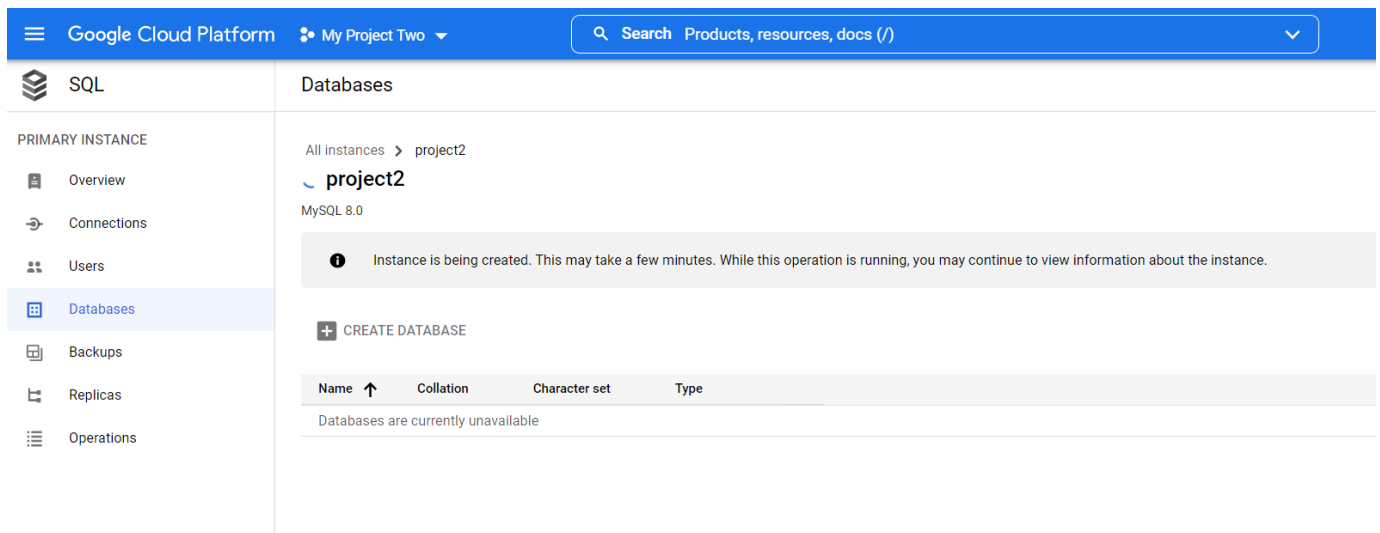 Google Cloud Platform My Project Two Search Products, resources, docs (/)
SQL
Databases
PRIMARY INSTANCE
Overview
Connections
Users
Databases
Backups
Replicas
Operations
All instances project2
project2
MySQL 8.0
Instance is being created. This may take a few minutes. While this operation is running, you may continue to view information about the instance.
CREATE DATABASE
Name Collation Character set Type
Databases are currently unavailable